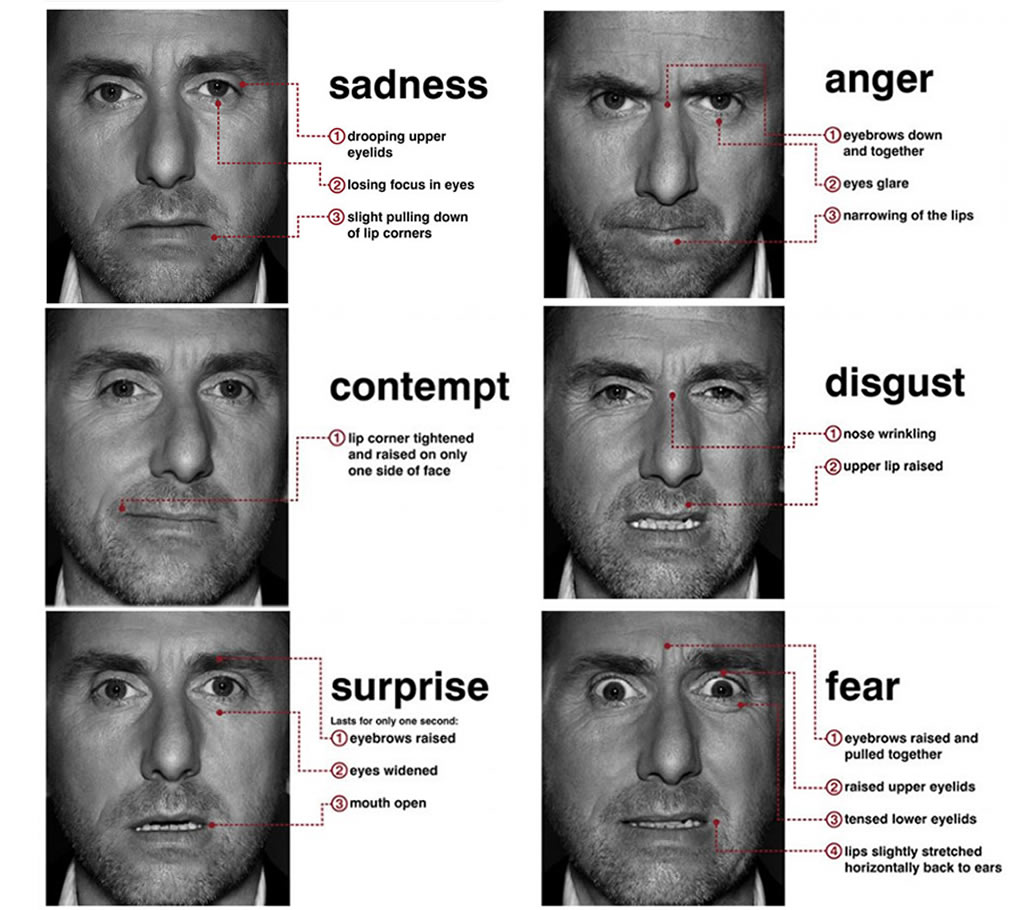 sadness
1 drooping upper
eyelids
2 losing focus in eyes
3 slight pulling down
of lip corners
anger
1 eyebrows down
and together
2 eyes glare
3 narrowing of the lips
contempt
1 lip corner tightened
and raised on only
one side of face
disgust
1 nose wrinkling
2 upper lip raised
surprise
Lasts for only one second:
1 eyebrows raised
2 eyes widened
3 mouth open
fear
1 eyebrows raised and
pulled together
2 raised upper eyelids
3 tensed lower eyelids
4 lips slightly stretched
horizontally back to ears